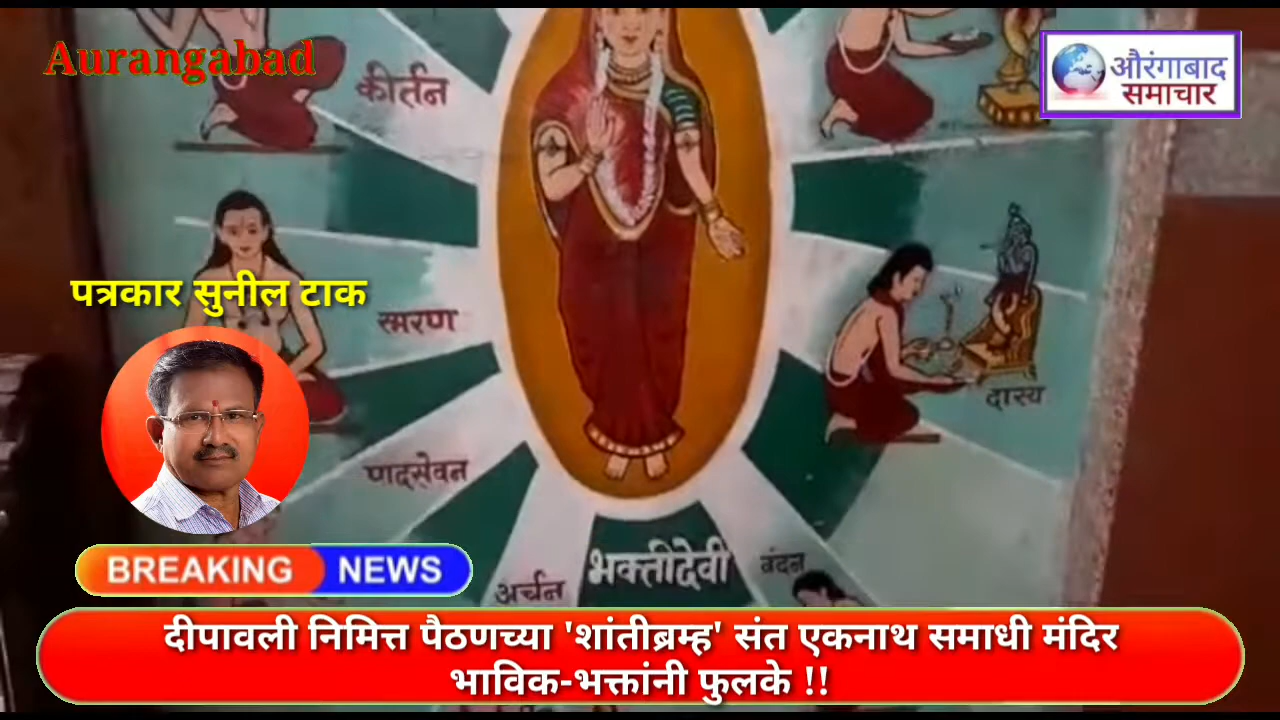 Aurangabad
औरंगाबाद
समाचार
कीर्तन
पत्रकार सुनील टाक
स्मरण
दास्य
पादसेवन
भक्तीदेवी
वंदन
अर्चन
BREAKING NEWS
दीपावली निमित्त पैठणच्या 'शांतीब्रम्ह' संत एकनाथ समाधी मंदिर
भाविक-भक्तांनी फुलके !!